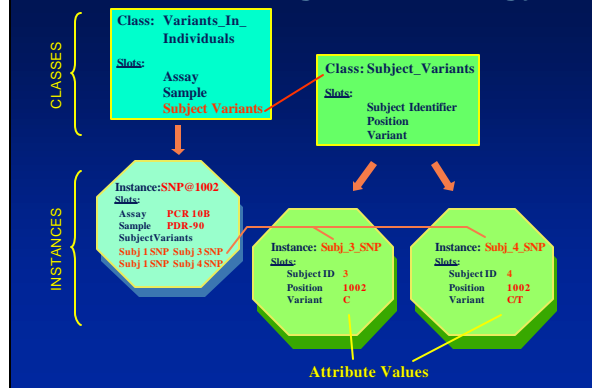 Class: Variants_In_
Individuals
Slots:
Assay
Sample
Subject Variants
Class: Subject_Variants
Slots:
Subject Identifier
Position
Variant
CLASSES
INSTANCES
Instance:SNP@1002
Slots:
Assay PCR 10B
Sample PDR-90
SubjectVariants
Subj 1 SNP Subj 3 SNP
Subj 1 SNP Subj 4 SNP
Instance: Subj_3_SNP
Slots:
Subject ID 3
Position 1002
Variant C
Instance: Subj_4_SNP
Slots:
Subject ID 4
Position 1002
Variant C/T
Attribute Values